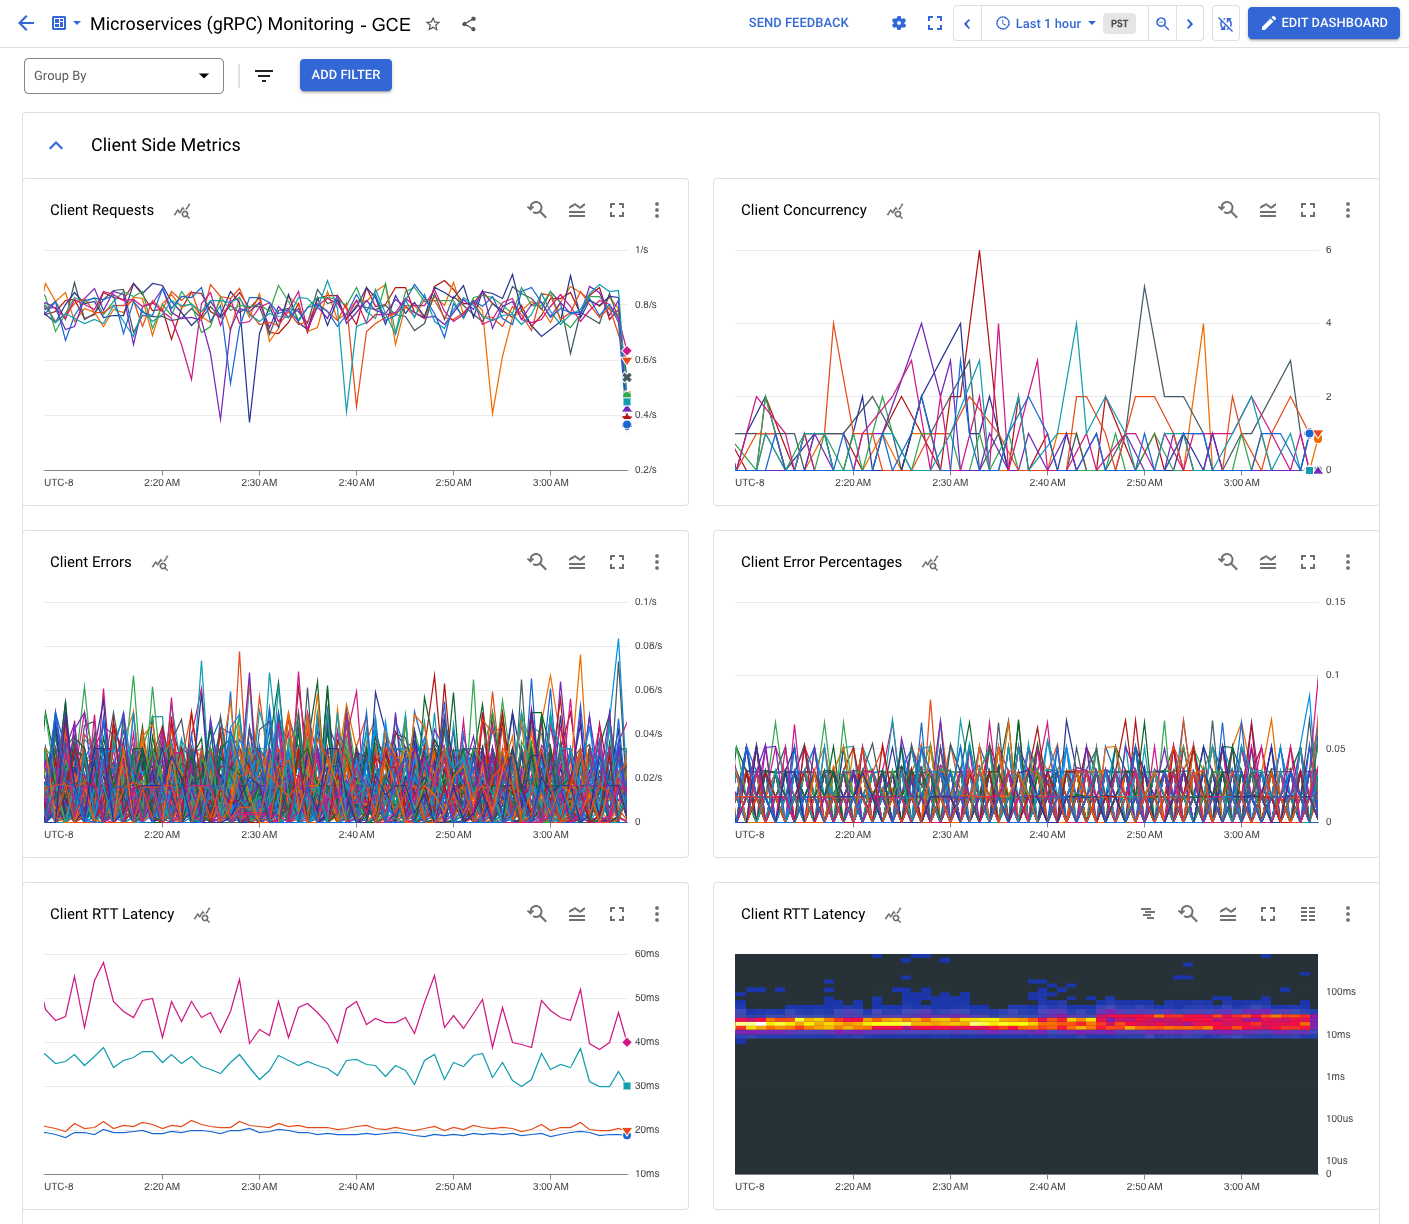 Microservices (gRPC) Monitoring - GCE
SEND FEEDBACK
Last 1 hour
PST
EDIT DASHBOARD
Group By
ADD FILTER
Client Side Metrics
Client Requests
1/s
0.8/s
0.6/s
0.4/s
0.2/s
UTC-8 2:20 AM 2:30 AM 2:40 AM 2:50 AM 3:00 AM
Client Concurrency
6
4
2
0
UTC-8 2:20 AM 2:30 AM 2:40 AM 2:50 AM 3:00 AM
Client Errors
0.1/s
0.08/s
0.06/s
0.04/s
0.02/s
0
UTC-8 2:20 AM 2:30 AM 2:40 AM 2:50 AM 3:00 AM
Client Error Percentages
0.15
0.1
0.05
0
UTC-8 2:20 AM 2:30 AM 2:40 AM 2:50 AM 3:00 AM
Client RTT Latency
60ms
50ms
40ms
30ms
20ms
10ms
UTC-8 2:20 AM 2:30 AM 2:40 AM 2:50 AM 3:00 AM
Client RTT Latency
100ms
10ms
1ms
100us
10us
0
UTC-8 2:20 AM 2:30 AM 2:40 AM 2:50 AM 3:00 AM